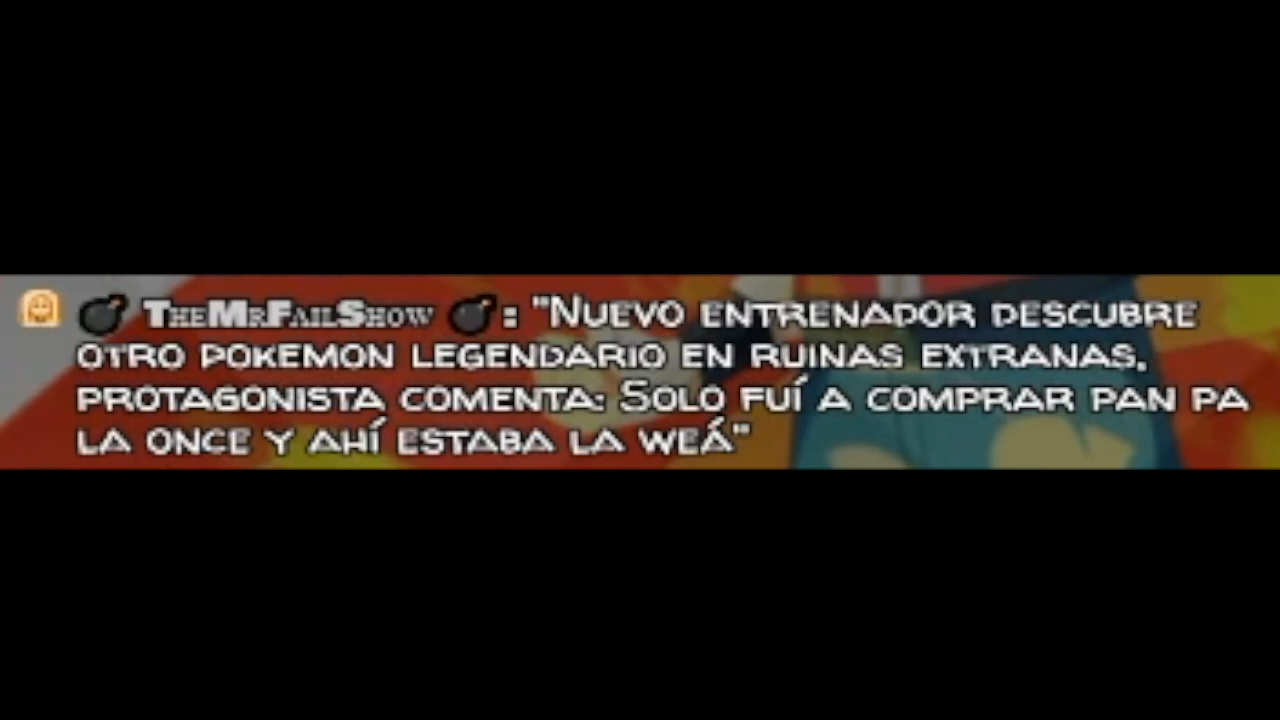 💣 TheMrFailShow 💣: "Nuevo entrenador descubre
otro pokemon legendario en ruinas extranas,
protagonista comenta: Solo fuí a comprar pan pa
la once y ahí estaba la weá"